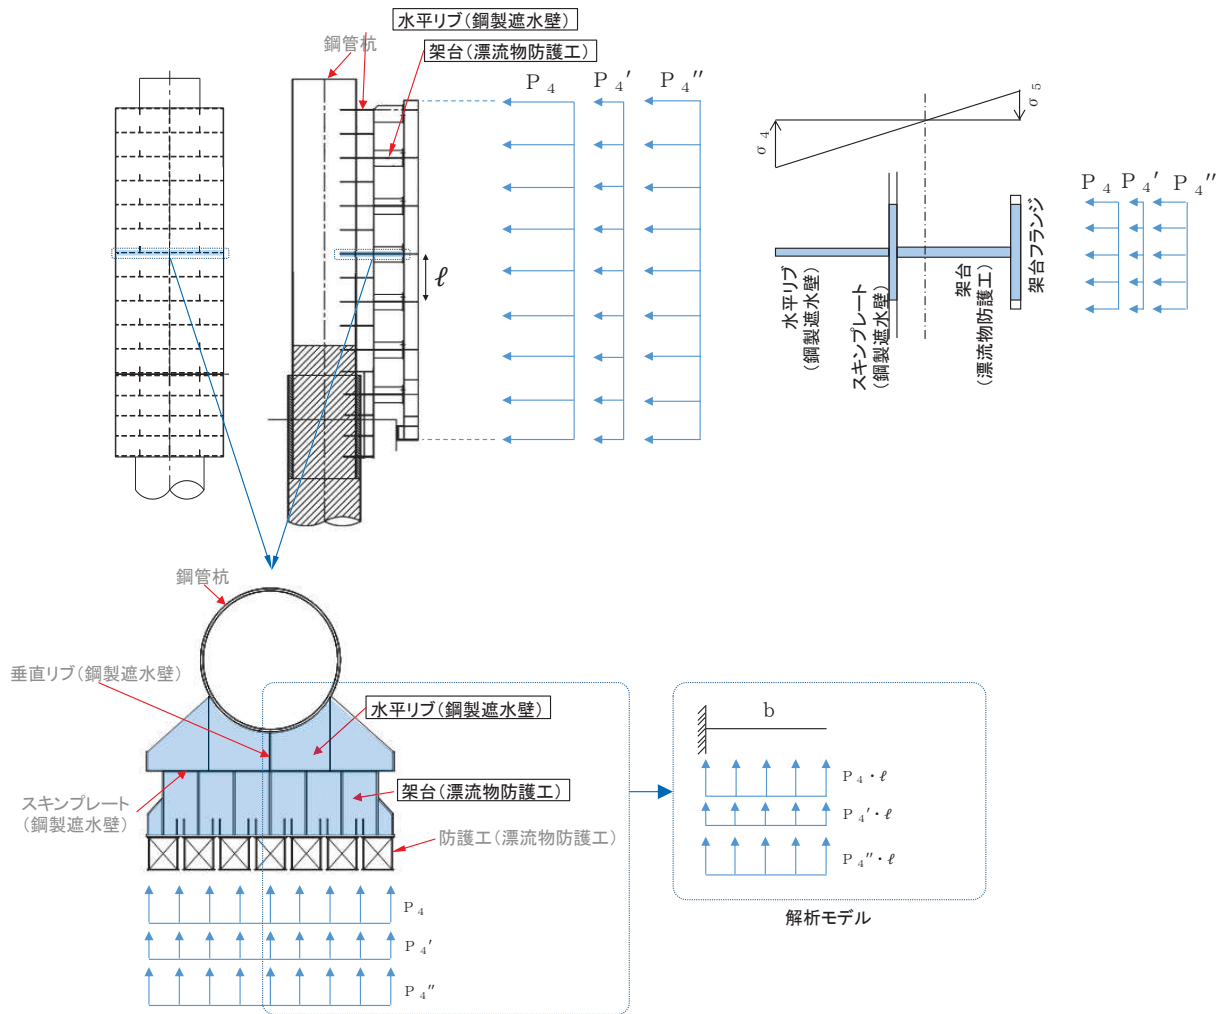 水平リブ(鋼製遮水壁)
鋼管杭
架台(漂流物防護工)
P₄ P₄′ P₄″
ℓ
σ₄
σ₅
P₄ P₄′ P₄″
水平リブ
(鋼製遮水壁)
スキンプレート
(鋼製遮水壁)
架台
(漂流物防護工)
架台フランジ
鋼管杭
垂直リブ(鋼製遮水壁)
水平リブ(鋼製遮水壁)
架台(漂流物防護工)
スキンプレート
(鋼製遮水壁)
防護工(漂流物防護工)
P₄
P₄′
P₄″
b
P₄・ℓ
P₄′・ℓ
P₄″・ℓ
解析モデル